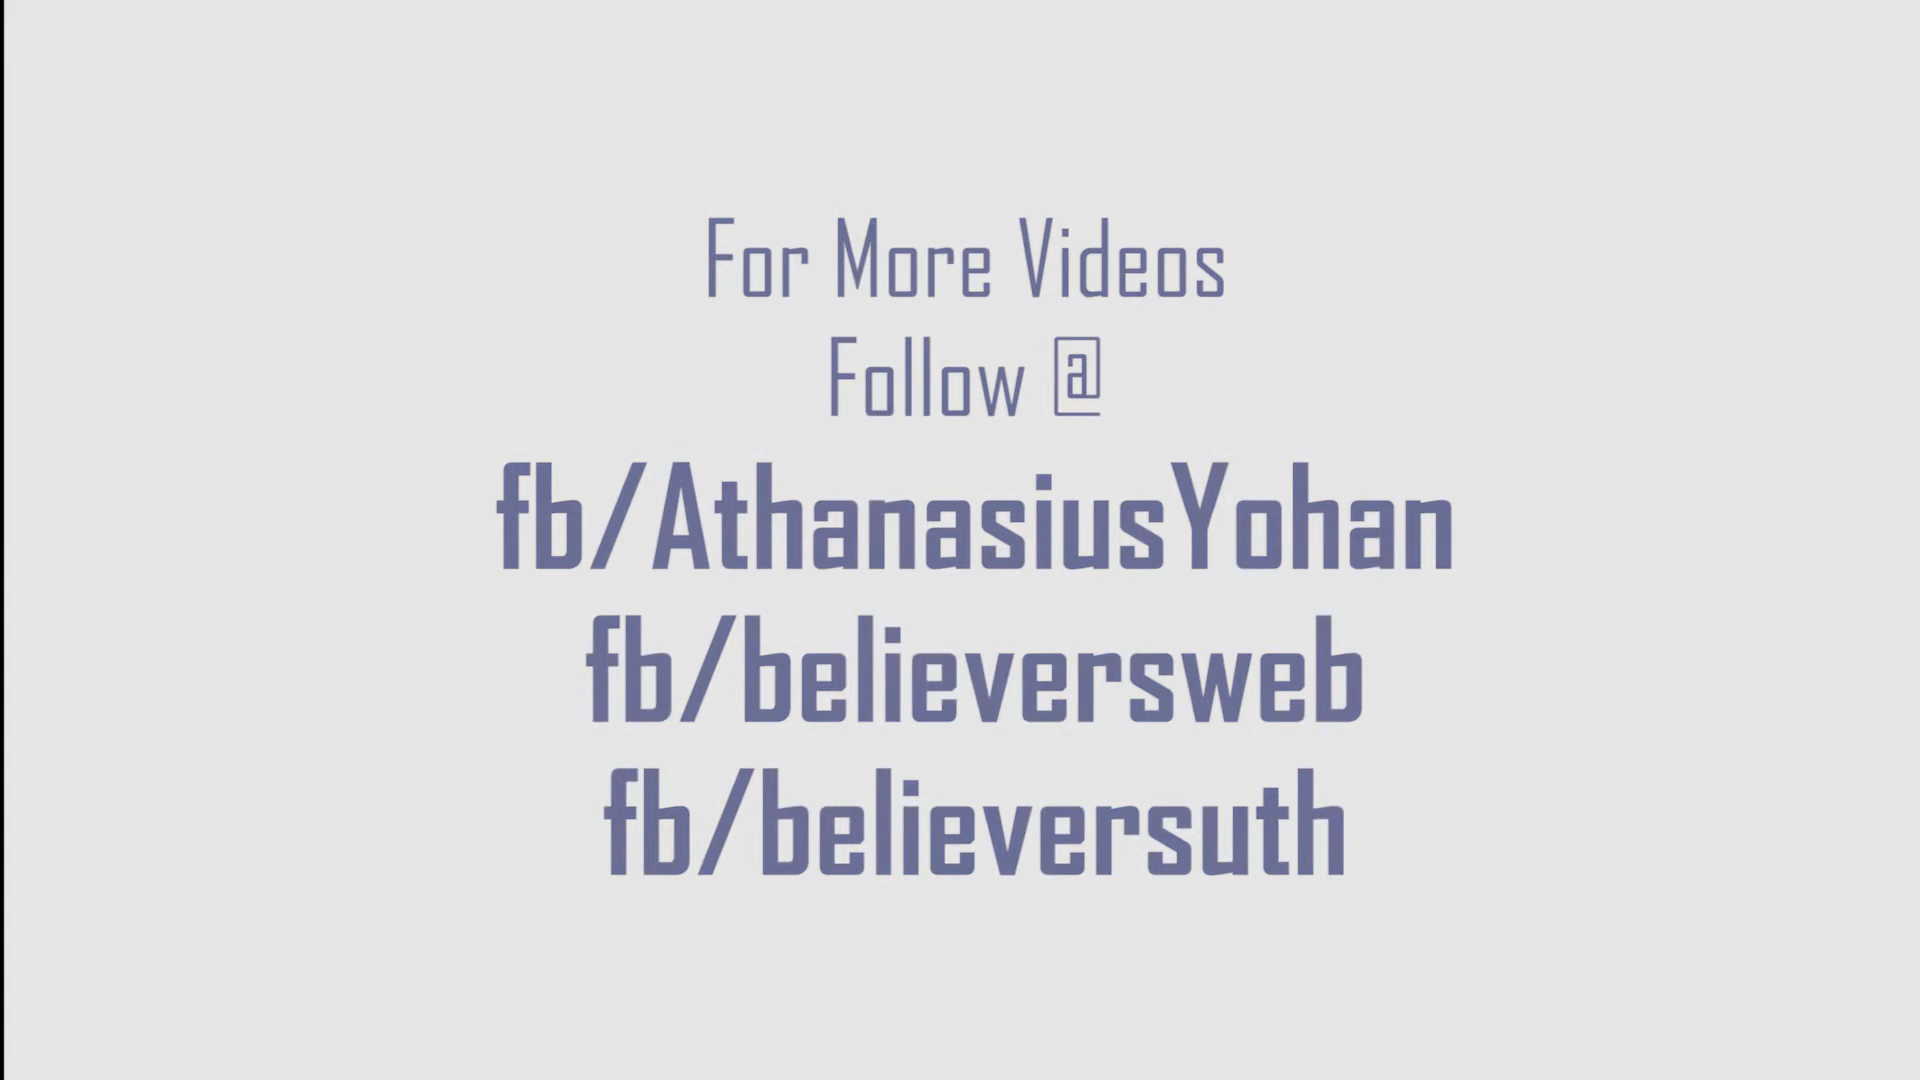 For More Videos
Follow @
fb/AthanasiusYohan
fb/believersweb
fb/believersuth